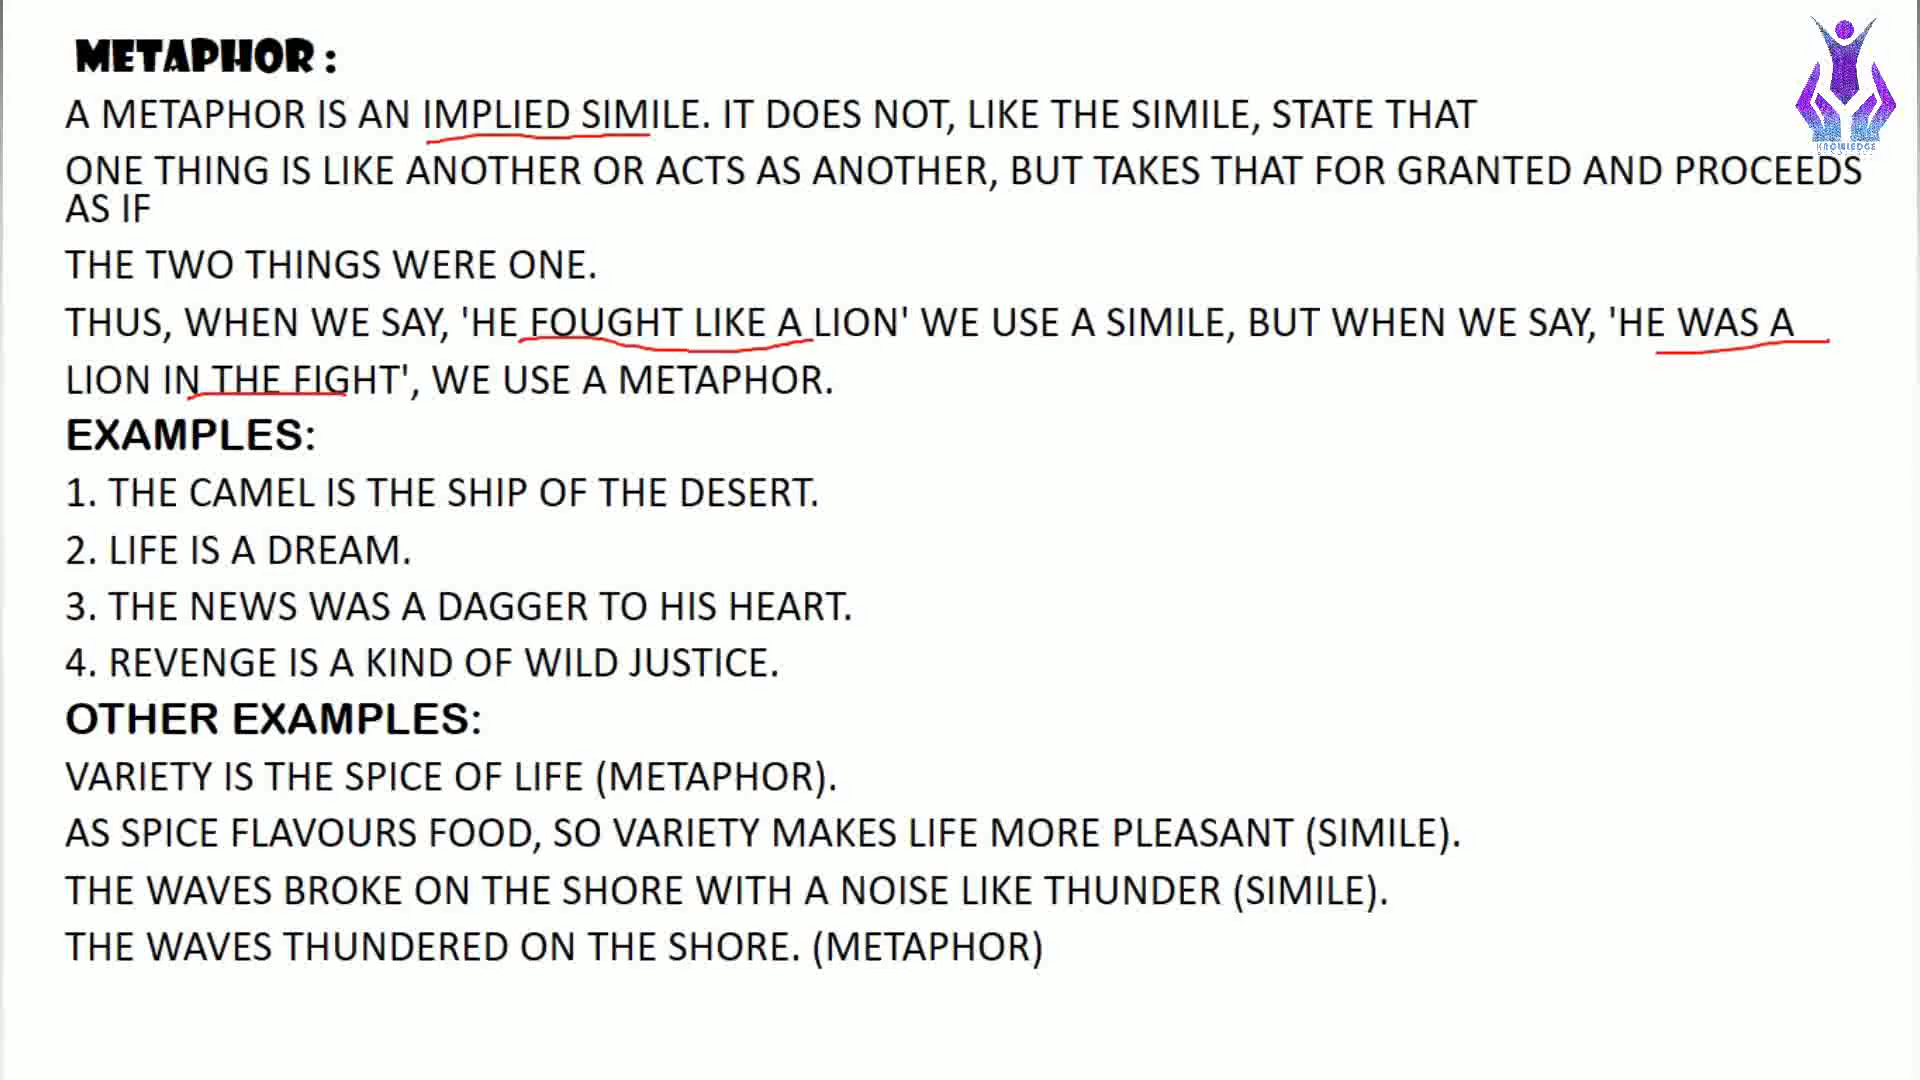 METAPHOR :
A METAPHOR IS AN IMPLIED SIMILE. IT DOES NOT, LIKE THE SIMILE, STATE THAT
ONE THING IS LIKE ANOTHER OR ACTS AS ANOTHER, BUT TAKES THAT FOR GRANTED AND PROCEEDS
AS IF
THE TWO THINGS WERE ONE.
THUS, WHEN WE SAY, 'HE FOUGHT LIKE A LION' WE USE A SIMILE, BUT WHEN WE SAY, 'HE WAS A
LION IN THE FIGHT', WE USE A METAPHOR.
EXAMPLES:
1. THE CAMEL IS THE SHIP OF THE DESERT.
2. LIFE IS A DREAM.
3. THE NEWS WAS A DAGGER TO HIS HEART.
4. REVENGE IS A KIND OF WILD JUSTICE.
OTHER EXAMPLES:
VARIETY IS THE SPICE OF LIFE (METAPHOR).
AS SPICE FLAVOURS FOOD, SO VARIETY MAKES LIFE MORE PLEASANT (SIMILE).
THE WAVES BROKE ON THE SHORE WITH A NOISE LIKE THUNDER (SIMILE).
THE WAVES THUNDERED ON THE SHORE. (METAPHOR)
KNOWLEDGE